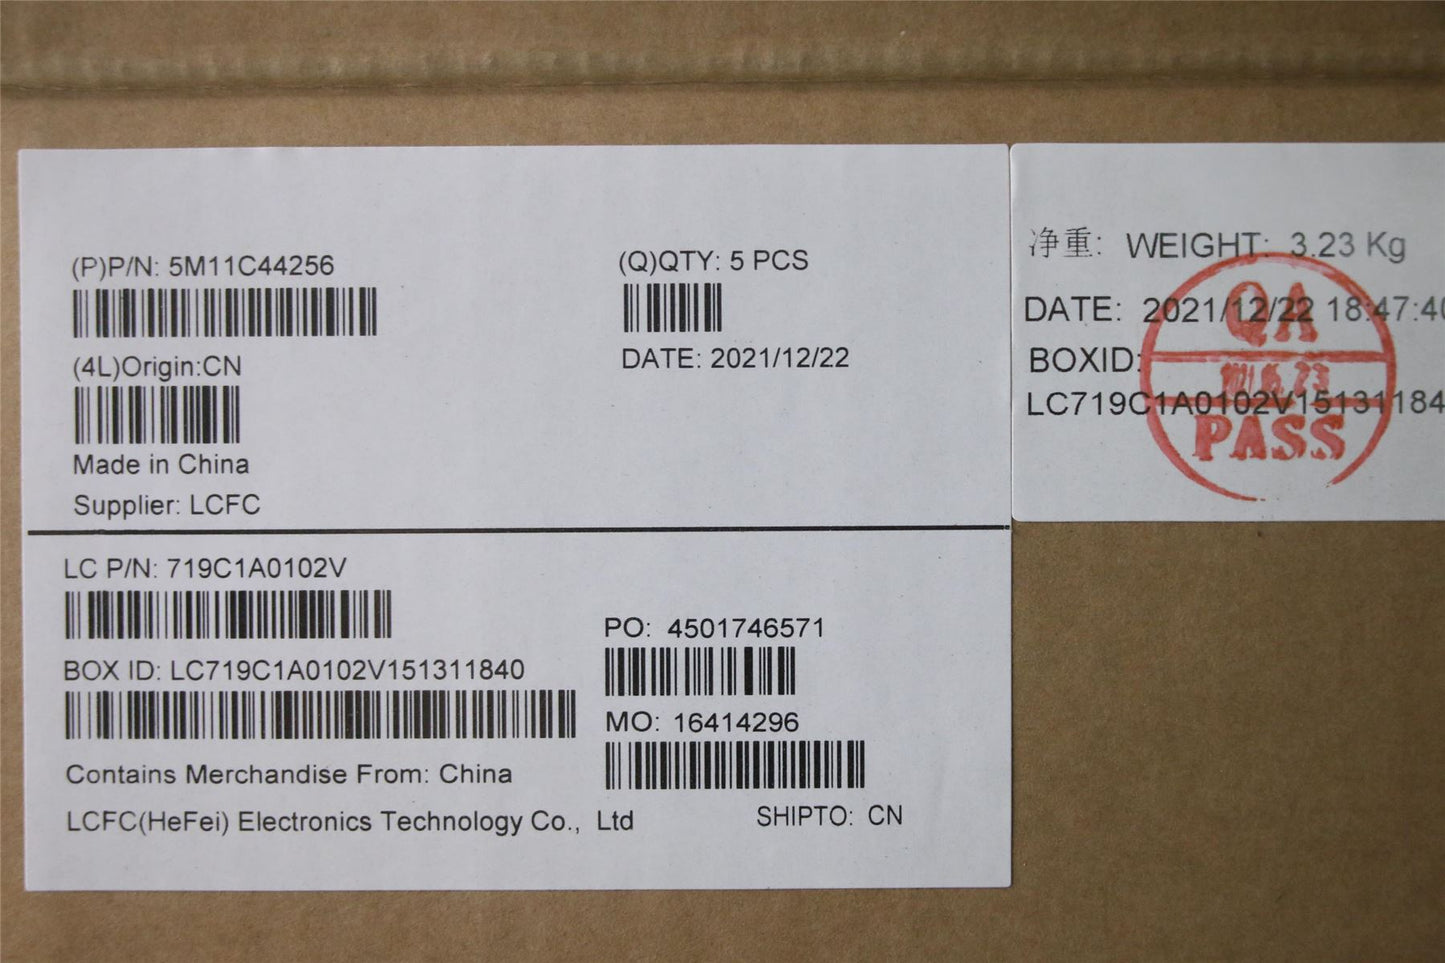 (P)P/N: 5M11C44256
(Q)QTY: 5 PCS
(4L)Origin:CN
DATE: 2021/12/22
Made in China
Supplier: LCFC
LC P/N: 719C1A0102V
PO: 4501746571
BOX ID: LC719C1A0102V151311840
MO: 16414296
Contains Merchandise From: China
LCFC(HeFei) Electronics Technology Co., Ltd
SHIPTO: CN
净重: WEIGHT: 3.23 Kg
DATE: 2021/12/22 18:47:40
BOXID:
LC719C1A0102V15131184
QA
PASS